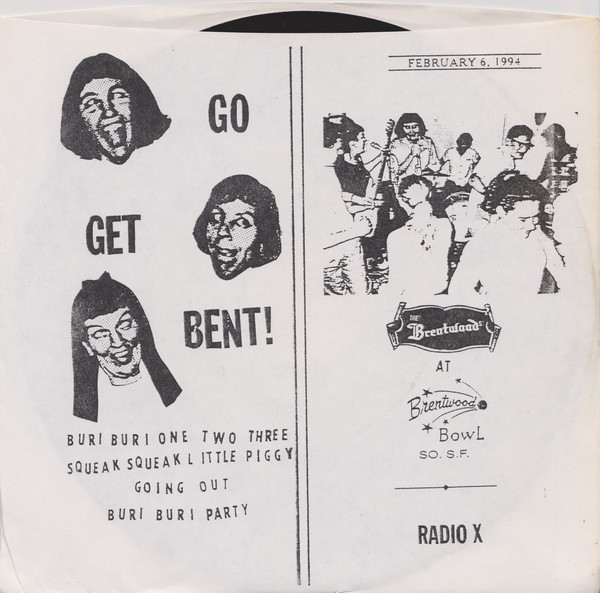 GO
GET
BENT!
BURI BURI ONE TWO THREE
SQUEAK SQUEAK LITTLE PIGGY
GOING OUT
BURI BURI PARTY
FEBRUARY 6, 1994
THE
Brentwoods
AT
Brentwood
BOWL
SO. S.F.
RADIO X